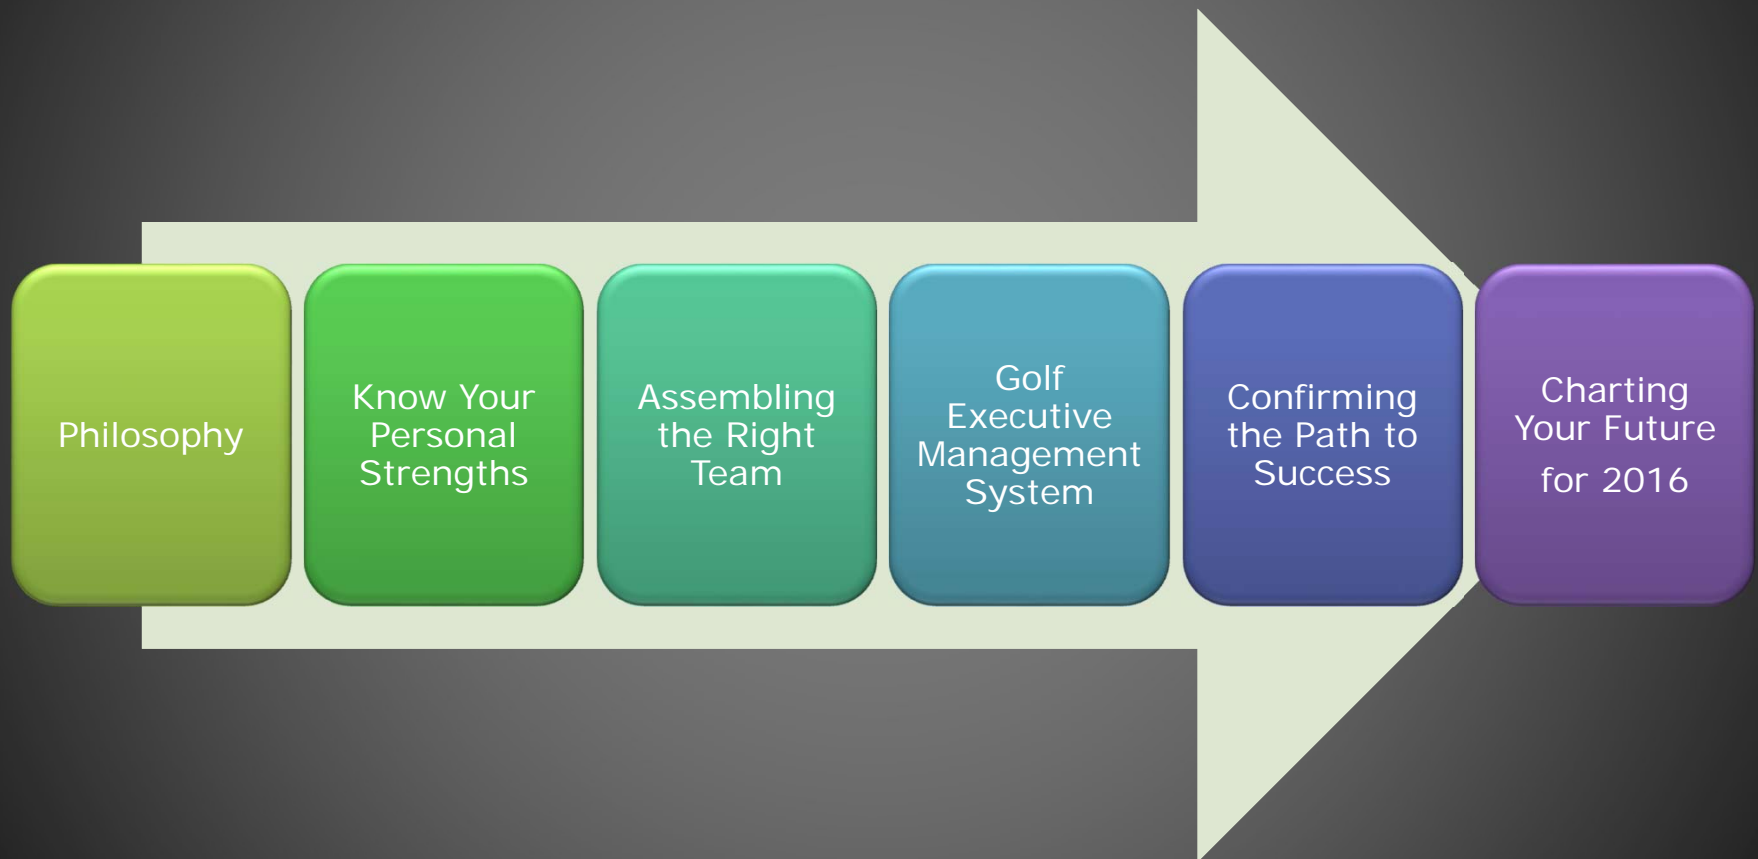 Philosophy
Know Your
Personal
Strengths
Assembling
the Right
Team
Golf
Executive
Management
System
Confirming
the Path to
Success
Charting
Your Future
for 2016